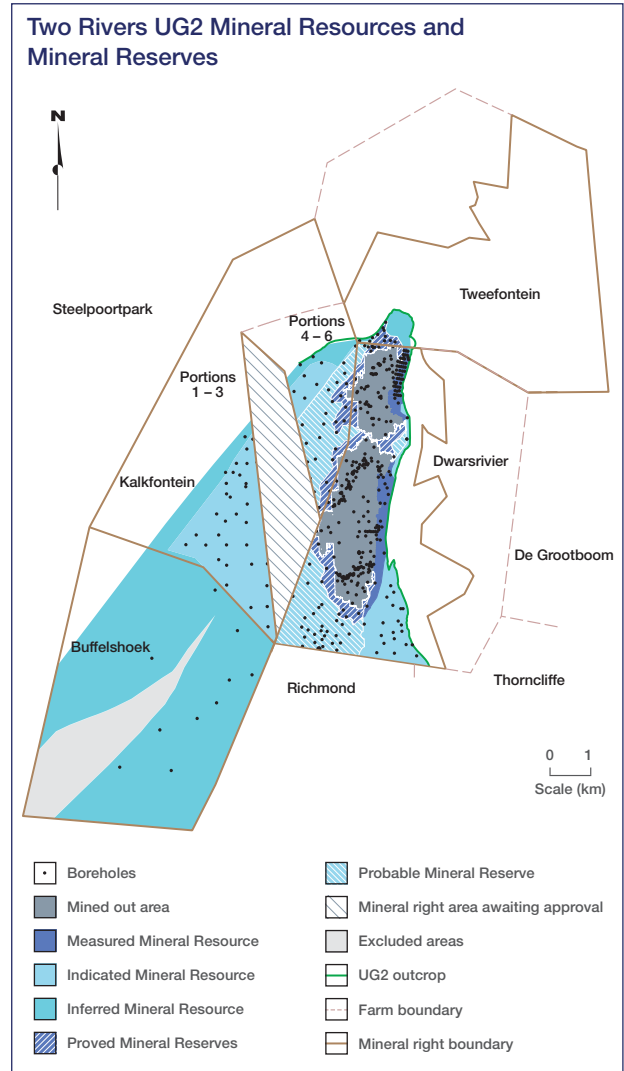 Two Rivers UG2 Mineral Resources and
Mineral Reserves
N
Steelpoortpark
Tweefontein
Portions
4 – 6
Portions
1 – 3
Dwarsrivier
Kalkfontein
De Grootboom
Buffelshoek
Richmond
Thorncliffe
0 1
Scale (km)
Boreholes
Mined out area
Measured Mineral Resource
Indicated Mineral Resource
Inferred Mineral Resource
Proved Mineral Reserves
Probable Mineral Reserve
Mineral right area awaiting approval
Excluded areas
UG2 outcrop
Farm boundary
Mineral right boundary